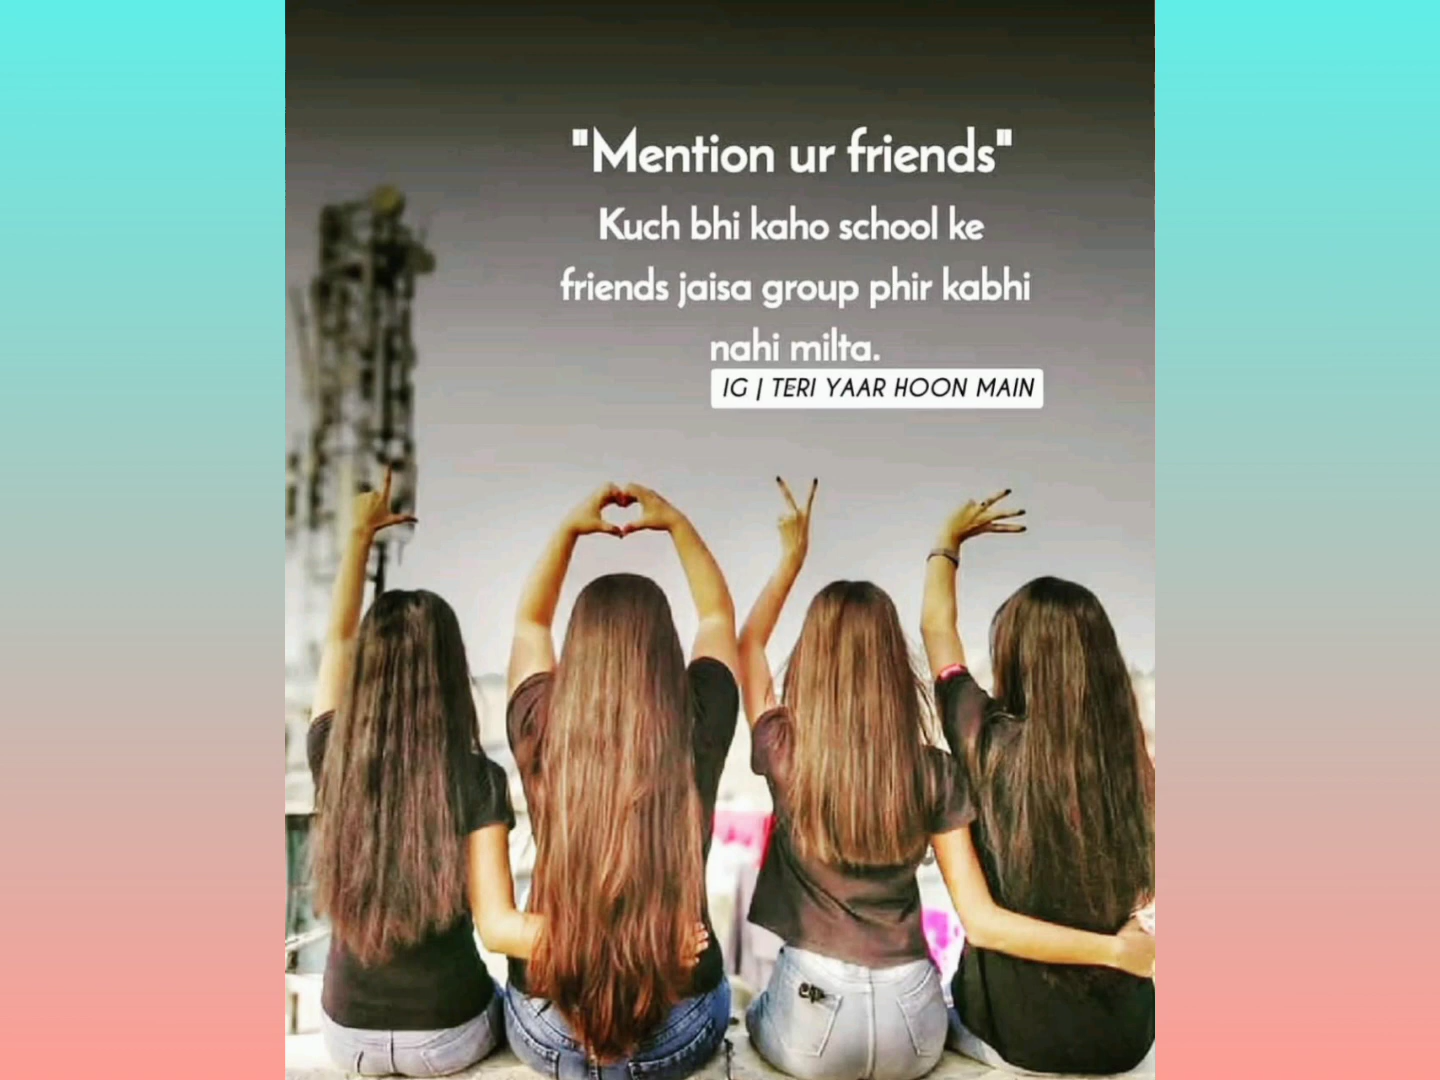 "Mention ur friends"
Kuch bhi kaho school ke
friends jaisa group phir kabhi
nahi milta.
IG | TERI YAAR HOON MAIN